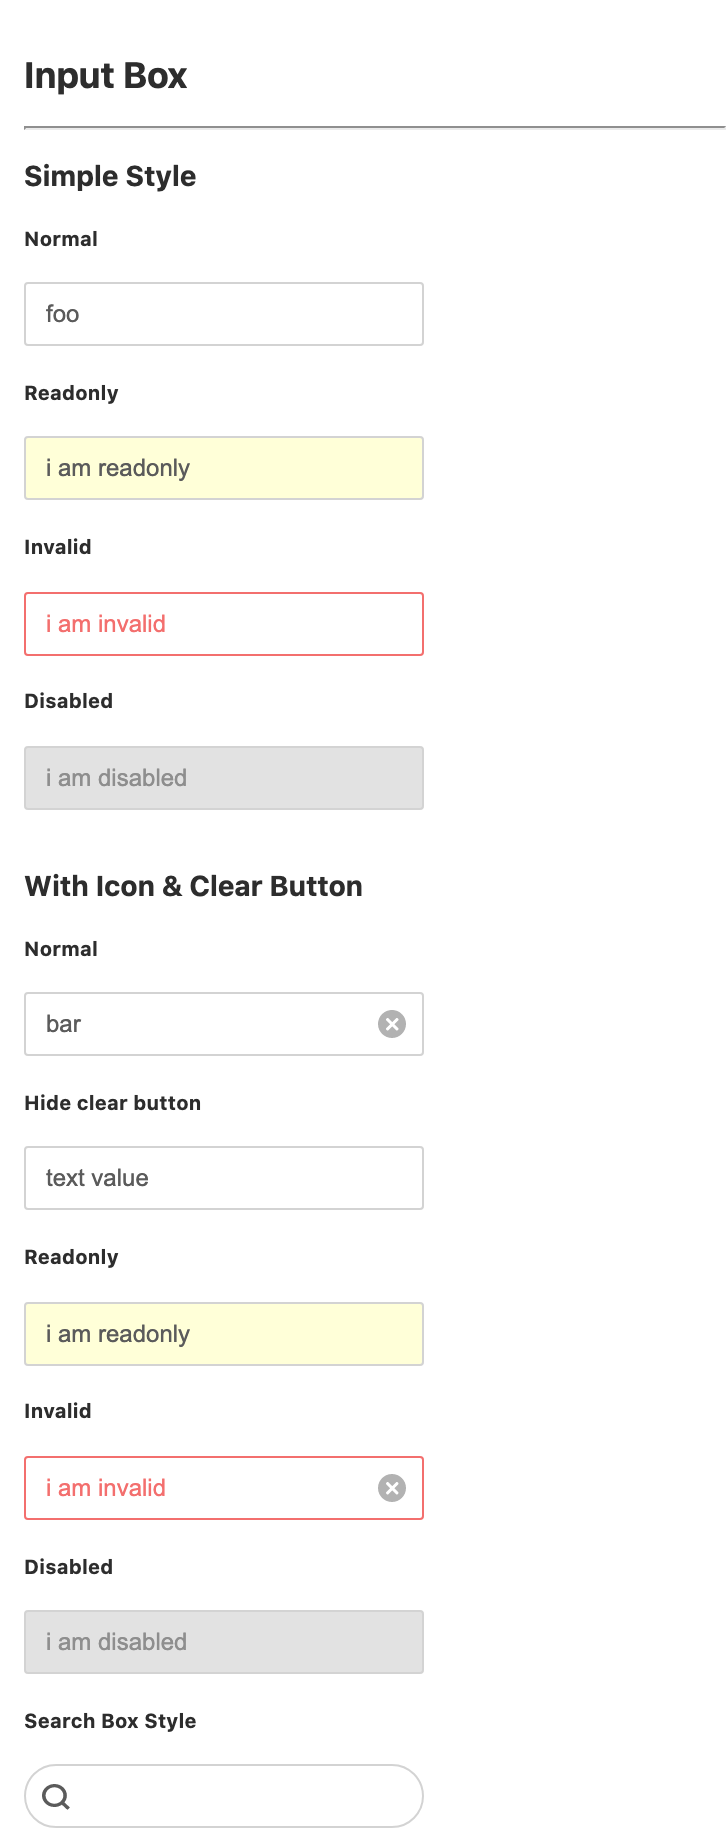 Input Box
Simple Style
Normal
foo
Readonly
i am readonly
Invalid
i am invalid
Disabled
i am disabled
With Icon & Clear Button
Normal
bar
Hide clear button
text value
Readonly
i am readonly
Invalid
i am invalid
Disabled
i am disabled
Search Box Style